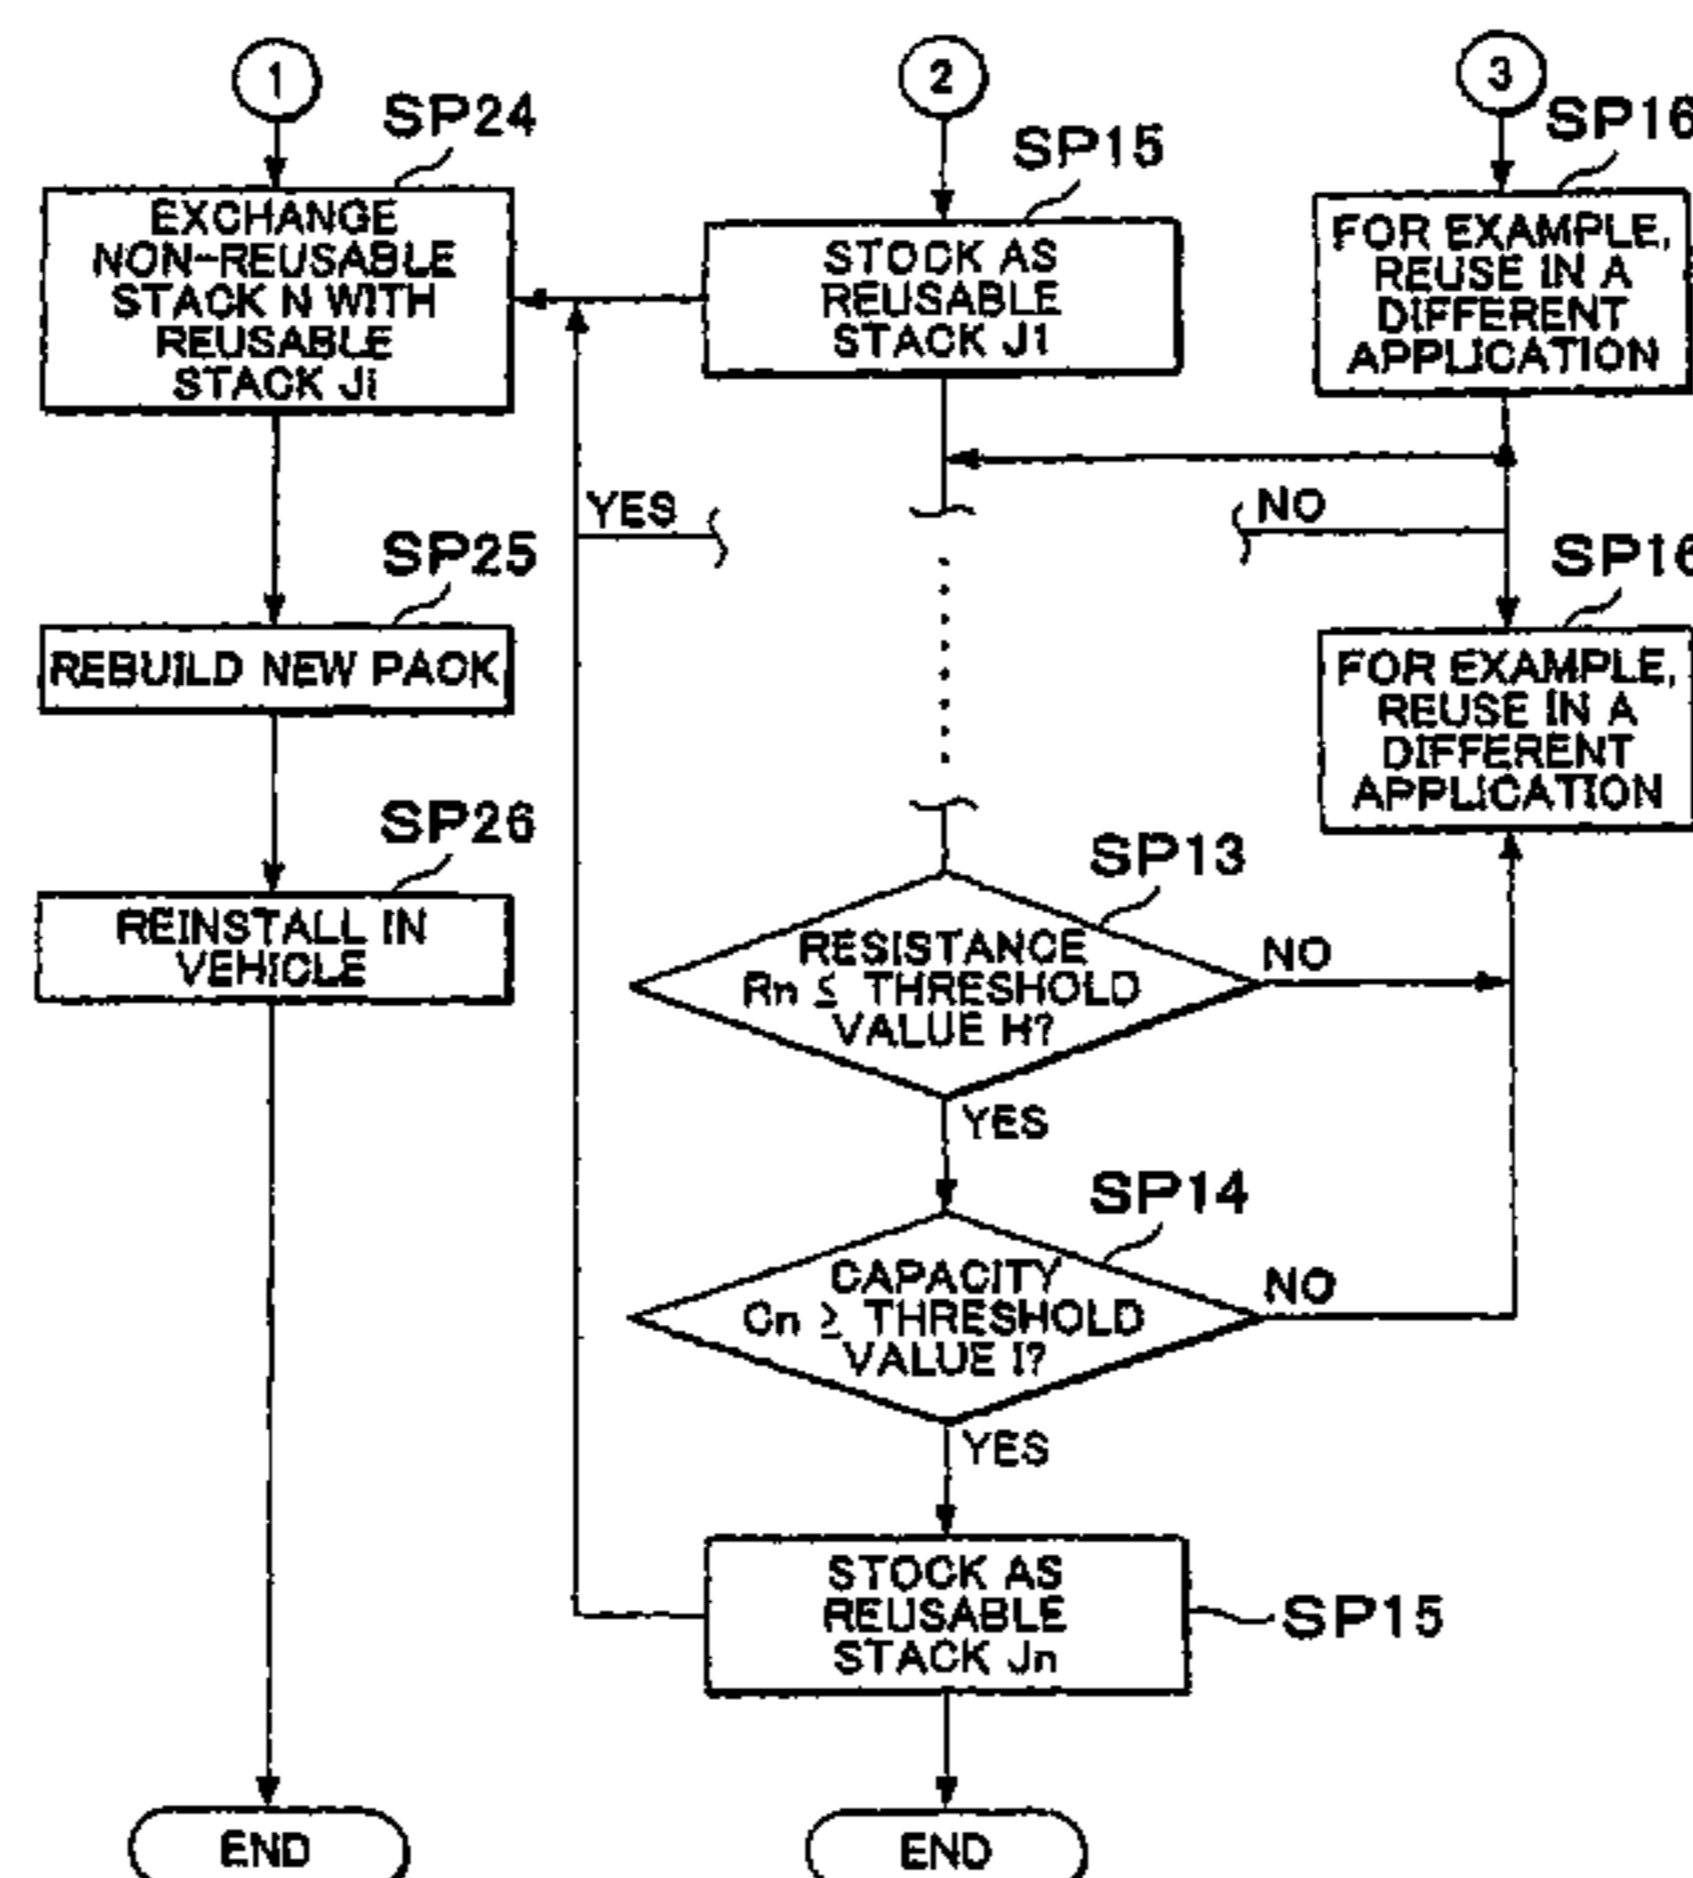 1
SP24
EXCHANGE
NON-REUSABLE
STACK N WITH
REUSABLE
STACK Ji
SP25
REBUILD NEW PACK
SP26
REINSTALL IN
VEHICLE
END
2
SP15
STOCK AS
REUSABLE
STACK J1
YES
NO
SP13
RESISTANCE
Rn ≤ THRESHOLD
VALUE H?
NO
YES
SP14
CAPACITY
Cn ≥ THRESHOLD
VALUE I?
NO
YES
STOCK AS
REUSABLE
STACK Jn
SP15
END
3
SP16
FOR EXAMPLE,
REUSE IN A
DIFFERENT
APPLICATION
SP16
FOR EXAMPLE,
REUSE IN A
DIFFERENT
APPLICATION